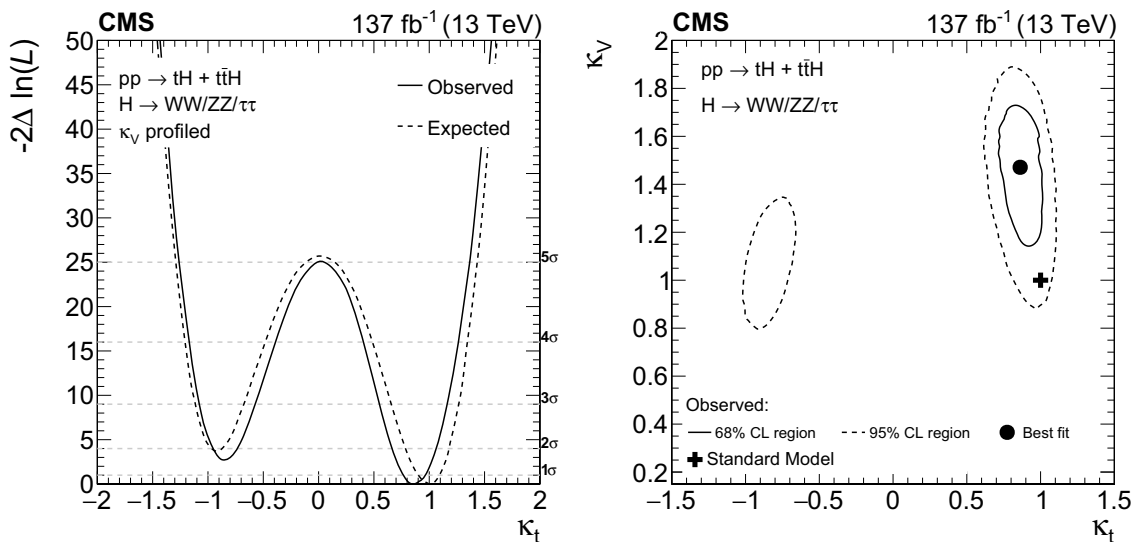 CMS 137 fb⁻¹ (13 TeV)
-2Δ ln(L)
50
45
40
35
30
25
20
15
10
5
0
pp → tH + tt̄H
H → WW/ZZ/ττ
κ_V profiled
Observed
Expected
5σ
4σ
3σ
2σ
1σ
−2 −1.5 −1 −0.5 0 0.5 1 1.5 2
κ_t
CMS 137 fb⁻¹ (13 TeV)
κ_V
2
1.8
1.6
1.4
1.2
1
0.8
0.6
0.4
0.2
pp → tH + tt̄H
H → WW/ZZ/ττ
Observed:
68% CL region 95% CL region Best fit
Standard Model
−1.5 −1 −0.5 0 0.5 1 1.5
κ_t